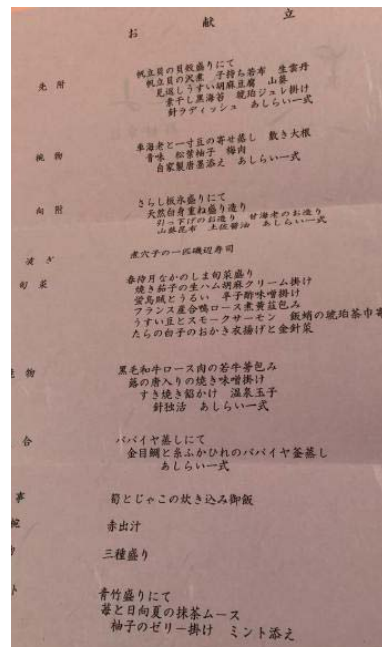 お献立
先附 帆立貝の貝殻盛りにて
帆立貝の沢煮 子持ち若布 生雲丹
見返しうすい胡麻豆腐 山葵
素干し黒海苔 琥珀ジュレ掛け
針ラディッシュ あしらい一式
椀物 車海老と一寸豆の寄せ蒸し 敷き大根
青味 松葉柚子 梅肉
自家製唐墨添え あしらい一式
向附 さらし板氷盛りにて
天然白身重ね盛り造り
引っ下げのお造り 甘海老のお造り
山葵昆布 土佐醤油 あしらい一式
凌ぎ 煮穴子の一匹磯辺寿司
旬菜 春待月なかのしま旬菜盛り
焼き茄子の生ハム胡麻クリーム掛け
蛍烏賊とうるい 辛子酢味噌掛け
フランス産合鴨ロース煮黄韮包み
うすい豆とスモークサーモン 飯蛸の琥珀茶巾寄
たらの白子のおかき衣揚げと金針菜
物 黒毛和牛ロース肉の若牛蒡包み
蕗の唐入りの焼き味噌掛け
すき焼き餡かけ 温泉玉子
針独活 あしらい一式
合 パパイヤ蒸しにて
金目鯛と糸ふかひれのパパイヤ釜蒸し
あしらい一式
事 筍とじゃこの炊き込み御飯
椀 赤出汁
三種盛り
青竹盛りにて
苺と日向夏の抹茶ムース
柚子のゼリー掛け ミント添え